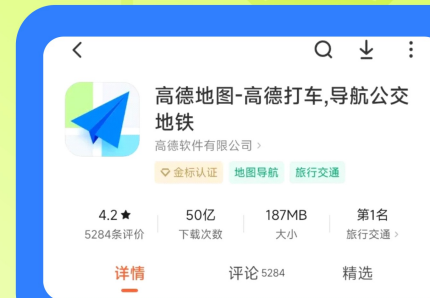 高德地图-高德打车,导航公交
地铁
高德软件有限公司
金标认证 地图导航 旅行交通
4.2★ 50亿 187MB 第1名
5284条评价 下载次数 大小 旅行交通
详情 评论 5284 精选